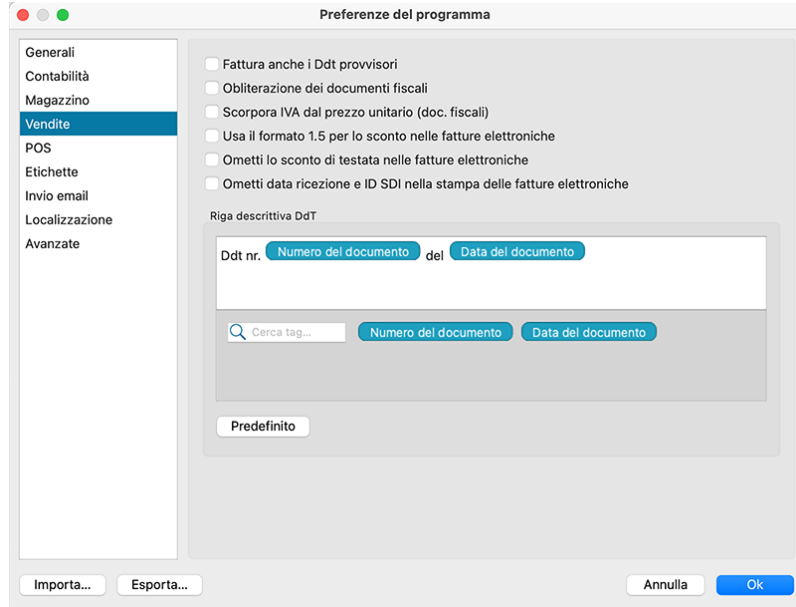 Preferenze del programma
Generali
Contabilità
Magazzino
Vendite
POS
Etichette
Invio email
Localizzazione
Avanzate
Fattura anche i Ddt provvisori
Obliterazione dei documenti fiscali
Scorpora IVA dal prezzo unitario (doc. fiscali)
Usa il formato 1.5 per lo sconto nelle fatture elettroniche
Ometti lo sconto di testata nelle fatture elettroniche
Ometti data ricezione e ID SDI nella stampa delle fatture elettroniche
Riga descrittiva DdT
Ddt nr. Numero del documento del Data del documento
Cerca tag... Numero del documento Data del documento
Predefinito
Importa... Esporta... Annulla Ok